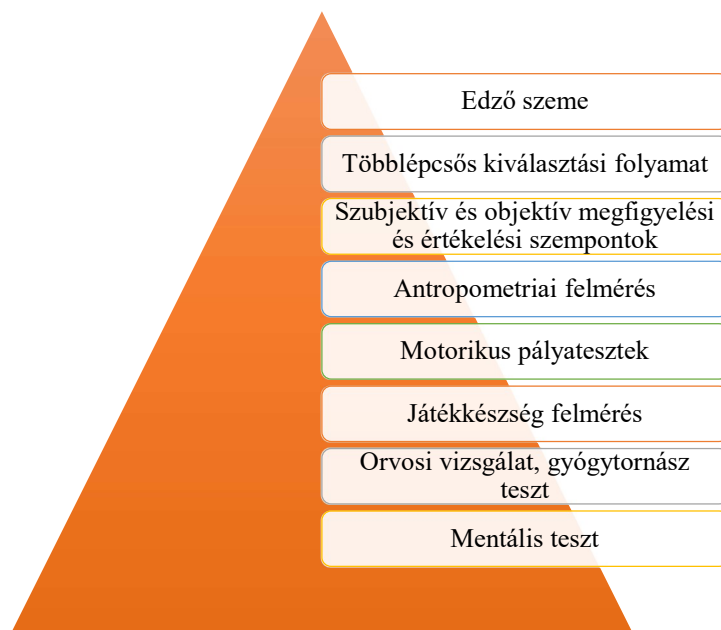 Edző szeme
Többlépcsős kiválasztási folyamat
Szubjektív és objektív megfigyelési
és értékelési szempontok
Antropometriai felmérés
Motorikus pályatesztek
Játékkészség felmérés
Orvosi vizsgálat, gyógytornász
teszt
Mentális teszt